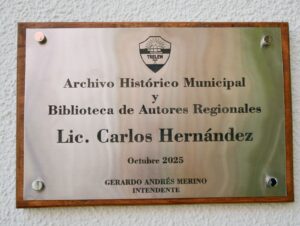 TRELEW
Archivo Histórico Municipal
y
Biblioteca de Autores Regionales
Lic. Carlos Hernández
Octubre 2025
GERARDO ANDRÉS MERINO
INTENDENTE